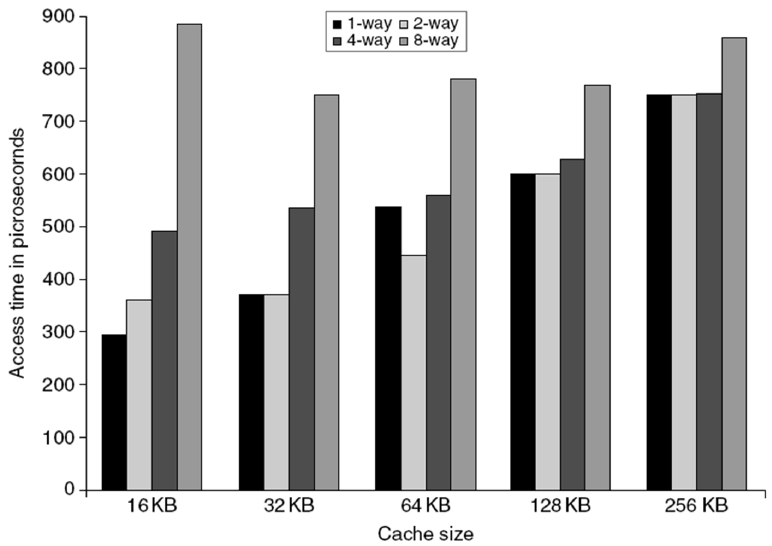 900
800
700
600
500
400
300
200
100
0
Access time in picroseconds
1-way 2-way
4-way 8-way
16 KB 32 KB 64 KB 128 KB 256 KB
Cache size